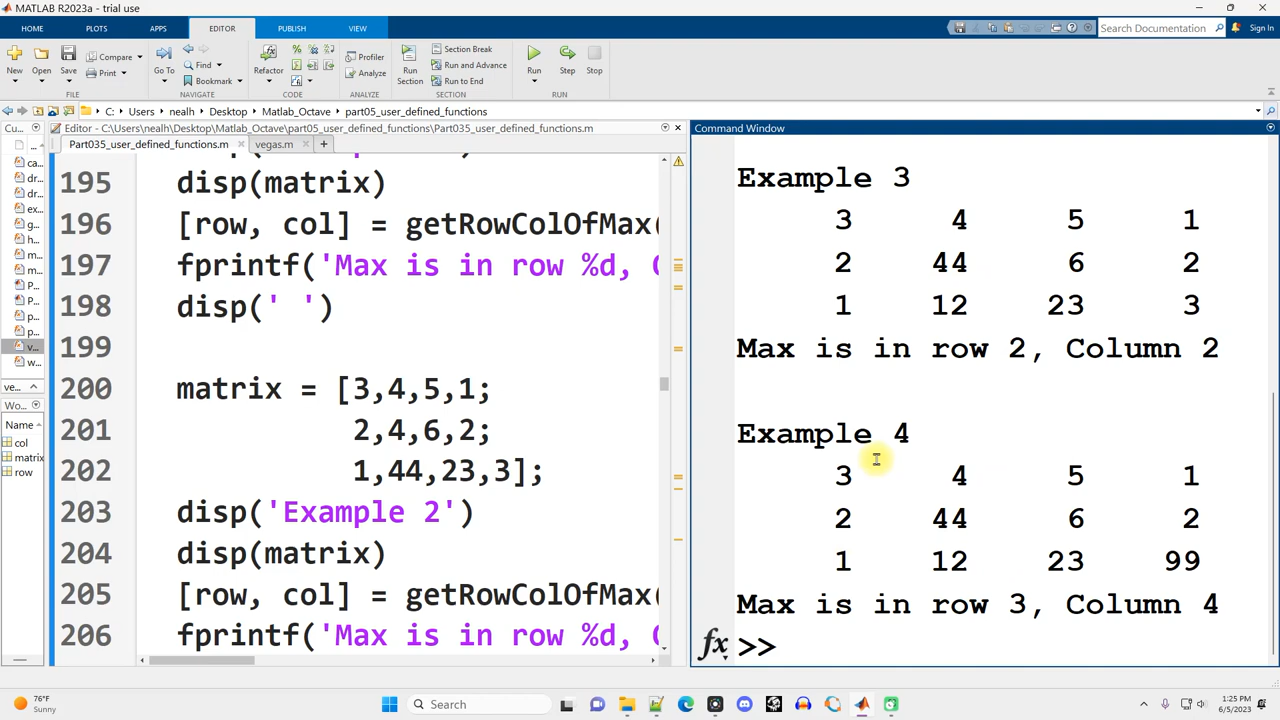 MATLAB R2023a - trial use
HOME PLOTS APPS EDITOR PUBLISH VIEW Search Documentation Sign In
New Open Save Compare Print Go To Find Bookmark Refactor Profiler Analyze Run Section Section Break Run and Advance Run to End Run Step Stop
FILE NAVIGATE CODE ANALYZE SECTION RUN
C: Users nealh Desktop Matlab_Octave part05_user_defined_functions
Cu... Editor - C:\Users\nealh\Desktop\Matlab_Octave\part05_user_defined_functions\Part035_user_defined_functions.m
Part035_user_defined_functions.m vegas.m +
195 disp(matrix)
196 [row, col] = getRowColOfMax(
197 fprintf('Max is in row %d,
198 disp(' ')
199
200 matrix = [3,4,5,1;
201 2,4,6,2;
202 1,44,23,3];
203 disp('Example 2')
204 disp(matrix)
205 [row, col] = getRowColOfMax(
206 fprintf('Max is in row %d,
ca...
dr...
dr...
ex...
g...
h...
m...
m...
P...
P...
p...
p...
v...
w...
ve...
Wo...
Name
col
matrix
row
Command Window
Example 3
3 4 5 1
2 44 6 2
1 12 23 3
Max is in row 2, Column 2
Example 4
3 4 5 1
2 44 6 2
1 12 23 99
Max is in row 3, Column 4
fx >>
76°F
Sunny
Search
1:25 PM
6/5/2023